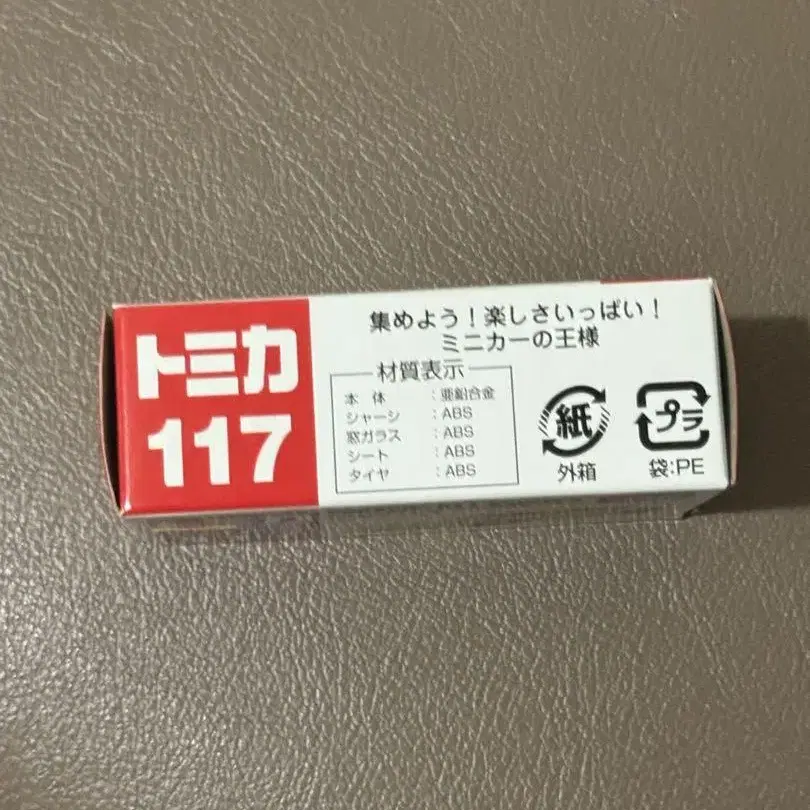 トミカ
117
集めよう！楽しさいっぱい！
ミニカーの王様
材質表示
本体：亜鉛合金
シャーシ：ABS
窓ガラス：ABS
シート：ABS
タイヤ：ABS
紙
外箱
プラ
袋：PE